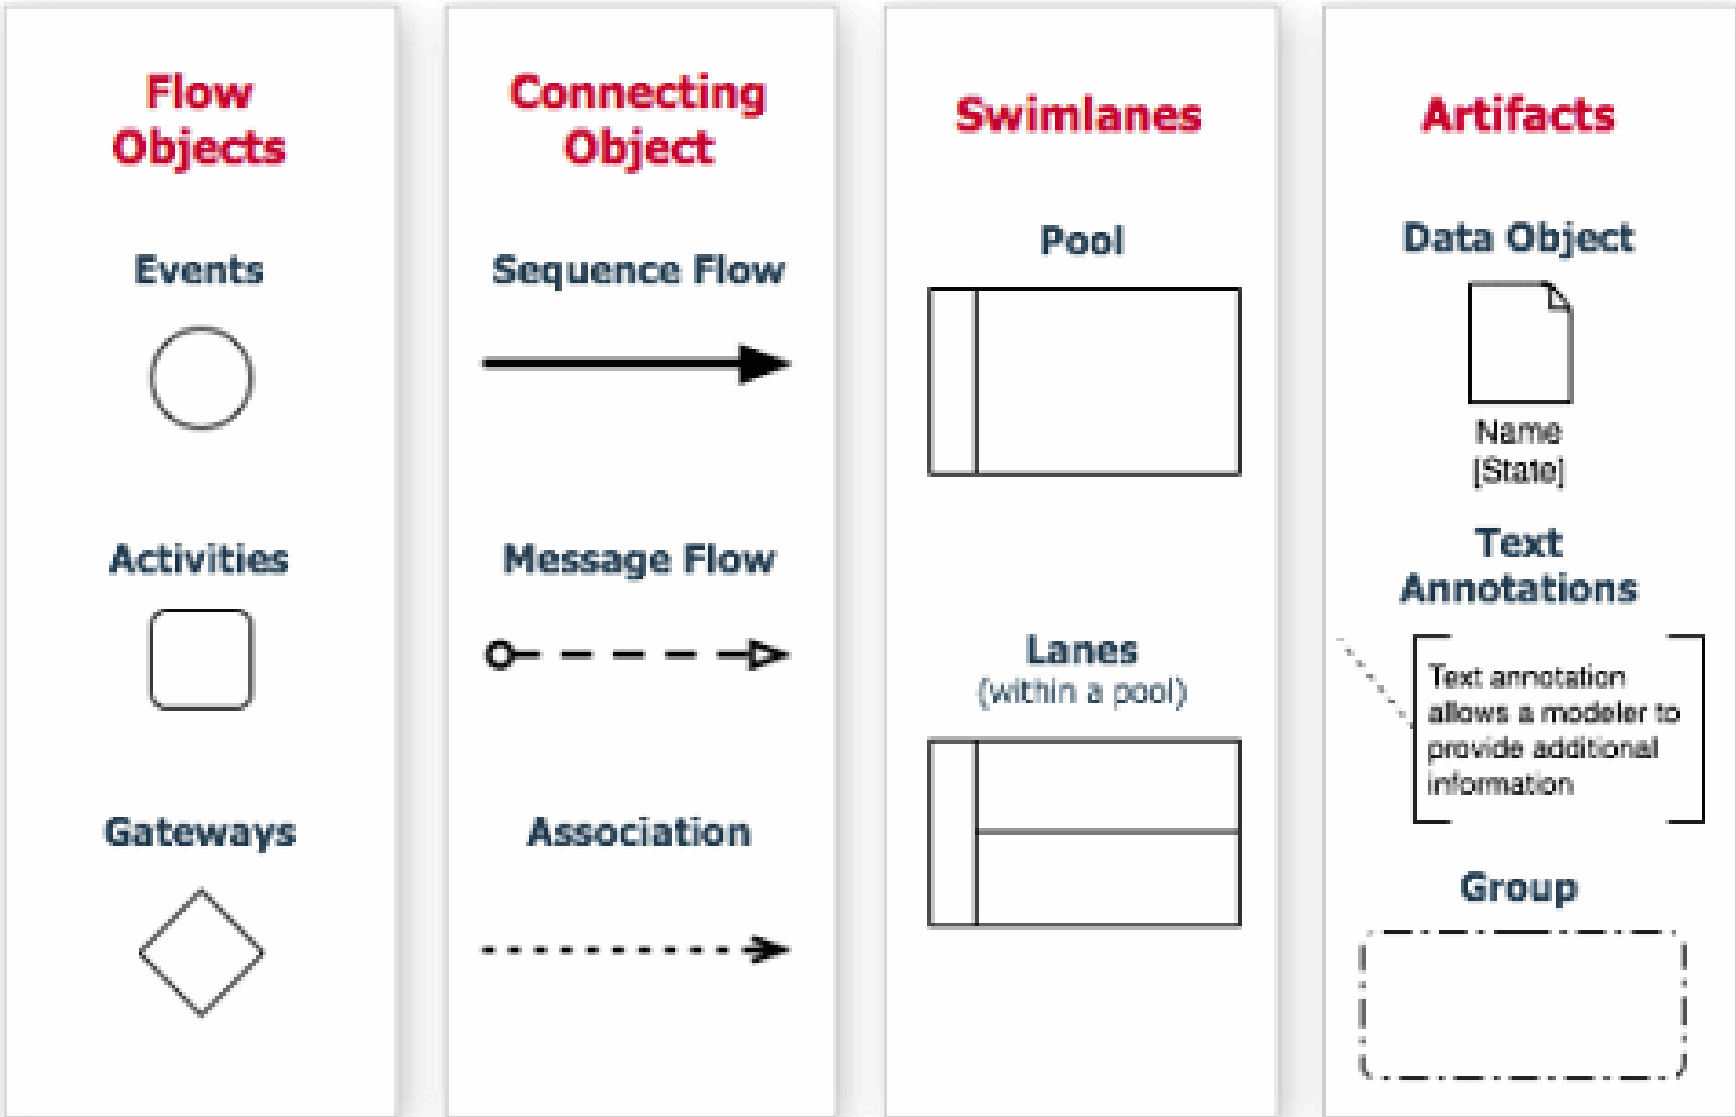 Flow
Objects
Events
Activities
Gateways
Connecting
Object
Sequence Flow
Message Flow
Association
Swimlanes
Pool
Lanes
(within a pool)
Artifacts
Data Object
Name
[State]
Text
Annotations
Text annotation
allows a modeler to
provide additional
information
Group